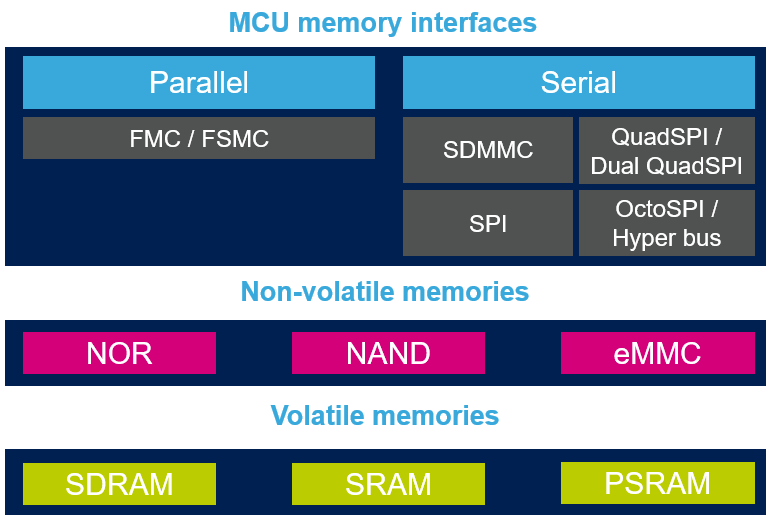 MCU memory interfaces
Parallel
Serial
FMC / FSMC
SDMMC
QuadSPI /
Dual QuadSPI
SPI
OctoSPI /
Hyper bus
Non-volatile memories
NOR
NAND
eMMC
Volatile memories
SDRAM
SRAM
PSRAM